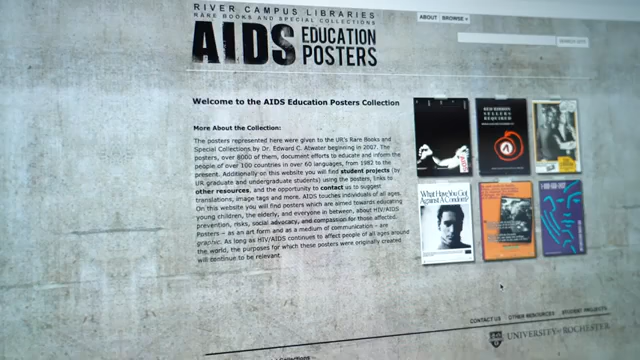 RIVER CAMPUS LIBRARIES
RARE BOOKS AND SPECIAL COLLECTIONS
AIDS EDUCATION POSTERS
ABOUT BROWSE
Welcome to the AIDS Education Posters Collection
More About the Collection:
The posters represented here were given to the UR's Rare Books and
Special Collections by Dr. Edward C. Atwater beginning in 2007. The
posters, over 8000 of them, document efforts to educate and inform the
people of over 100 countries in over 60 languages, from 1982 to the
present. Additionally on this website you will find student projects (by
UR graduate and undergraduate students) using the posters, links to
other resources, and the opportunity to contact us to suggest
translations, image tags and more. AIDS touches individuals of all ages.
On this website you will find posters which are aimed towards educating
young children, the elderly, and everyone in between, about HIV/AIDS
prevention, risks, social advocacy, and compassion for those affected.
Posters – as an art form and as a medium of communication – are
graphic. As long as HIV/AIDS continues to affect people of all ages around
the world, the purposes for which these posters were originally created
will continue to be relevant.
RED RIBBON
SELLERS
REQUIRED
What Have You Got
Against A Condom?
CONTACT US OTHER RESOURCES STUDENT PROJECTS
UNIVERSITY of ROCHESTER